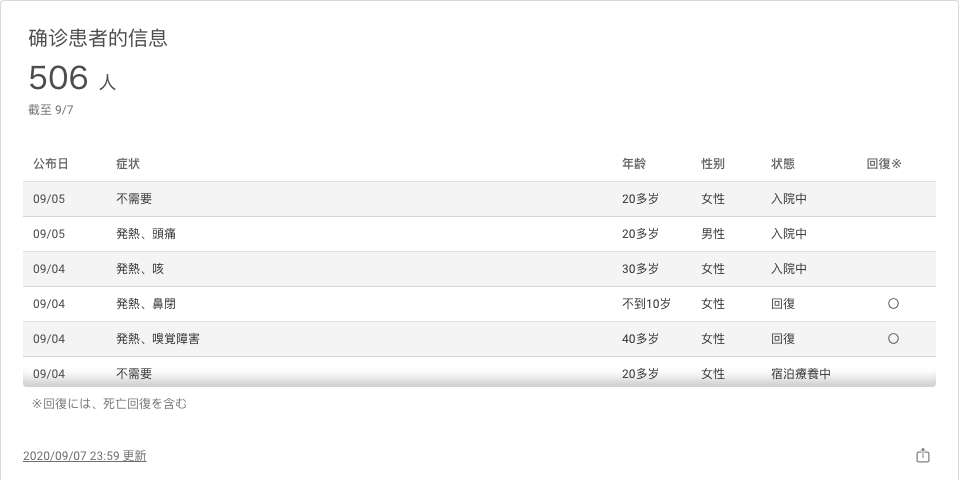 确诊患者的信息
506 人
截至 9/7
公布日 症状 年龄 性别 状態 回復※
09/05 不需要 20多岁 女性 入院中
09/05 発熱、頭痛 20多岁 男性 入院中
09/04 発熱、咳 30多岁 女性 入院中
09/04 発熱、鼻閉 不到10岁 女性 回復 〇
09/04 発熱、嗅覚障害 40多岁 女性 回復 〇
09/04 不需要 20多岁 女性 宿泊療養中
※回復には、死亡回復を含む
2020/09/07 23:59 更新